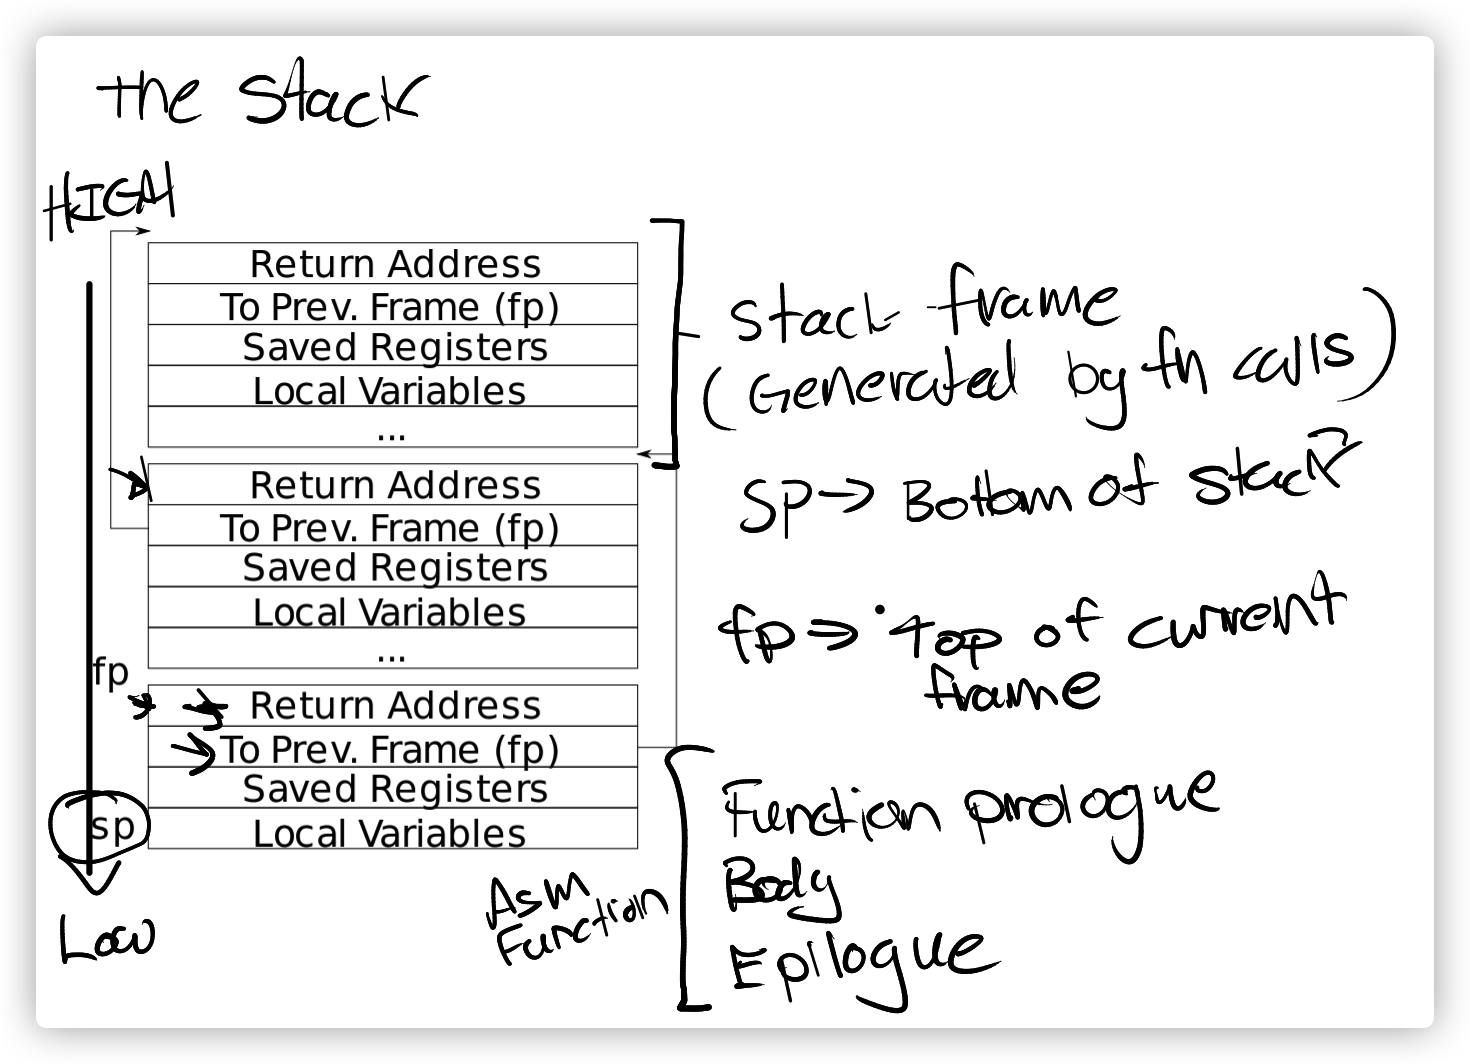 the Stack
HIGH
Return Address
To Prev. Frame (fp)
Saved Registers
Local Variables
...
Return Address
To Prev. Frame (fp)
Saved Registers
Local Variables
...
fp
Return Address
To Prev. Frame (fp)
Saved Registers
sp
Local Variables
Low
Stack frame
(Generated by fn calls)
SP → Bottom of stack
fp → Top of current
frame
Asm
Function
Function prologue
Body
Epilogue